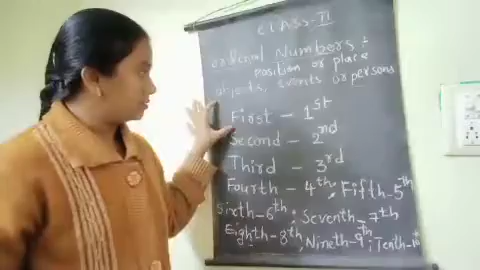 CLASS-II
ordinal Numbers :
Position or place
objects, events or persons
First - 1st
Second - 2nd
Third - 3rd
Fourth - 4th; Fifth-5th
Sixth-6th; Seventh-7th
Eighth-8th; Nineth-9th; Tenth-10th